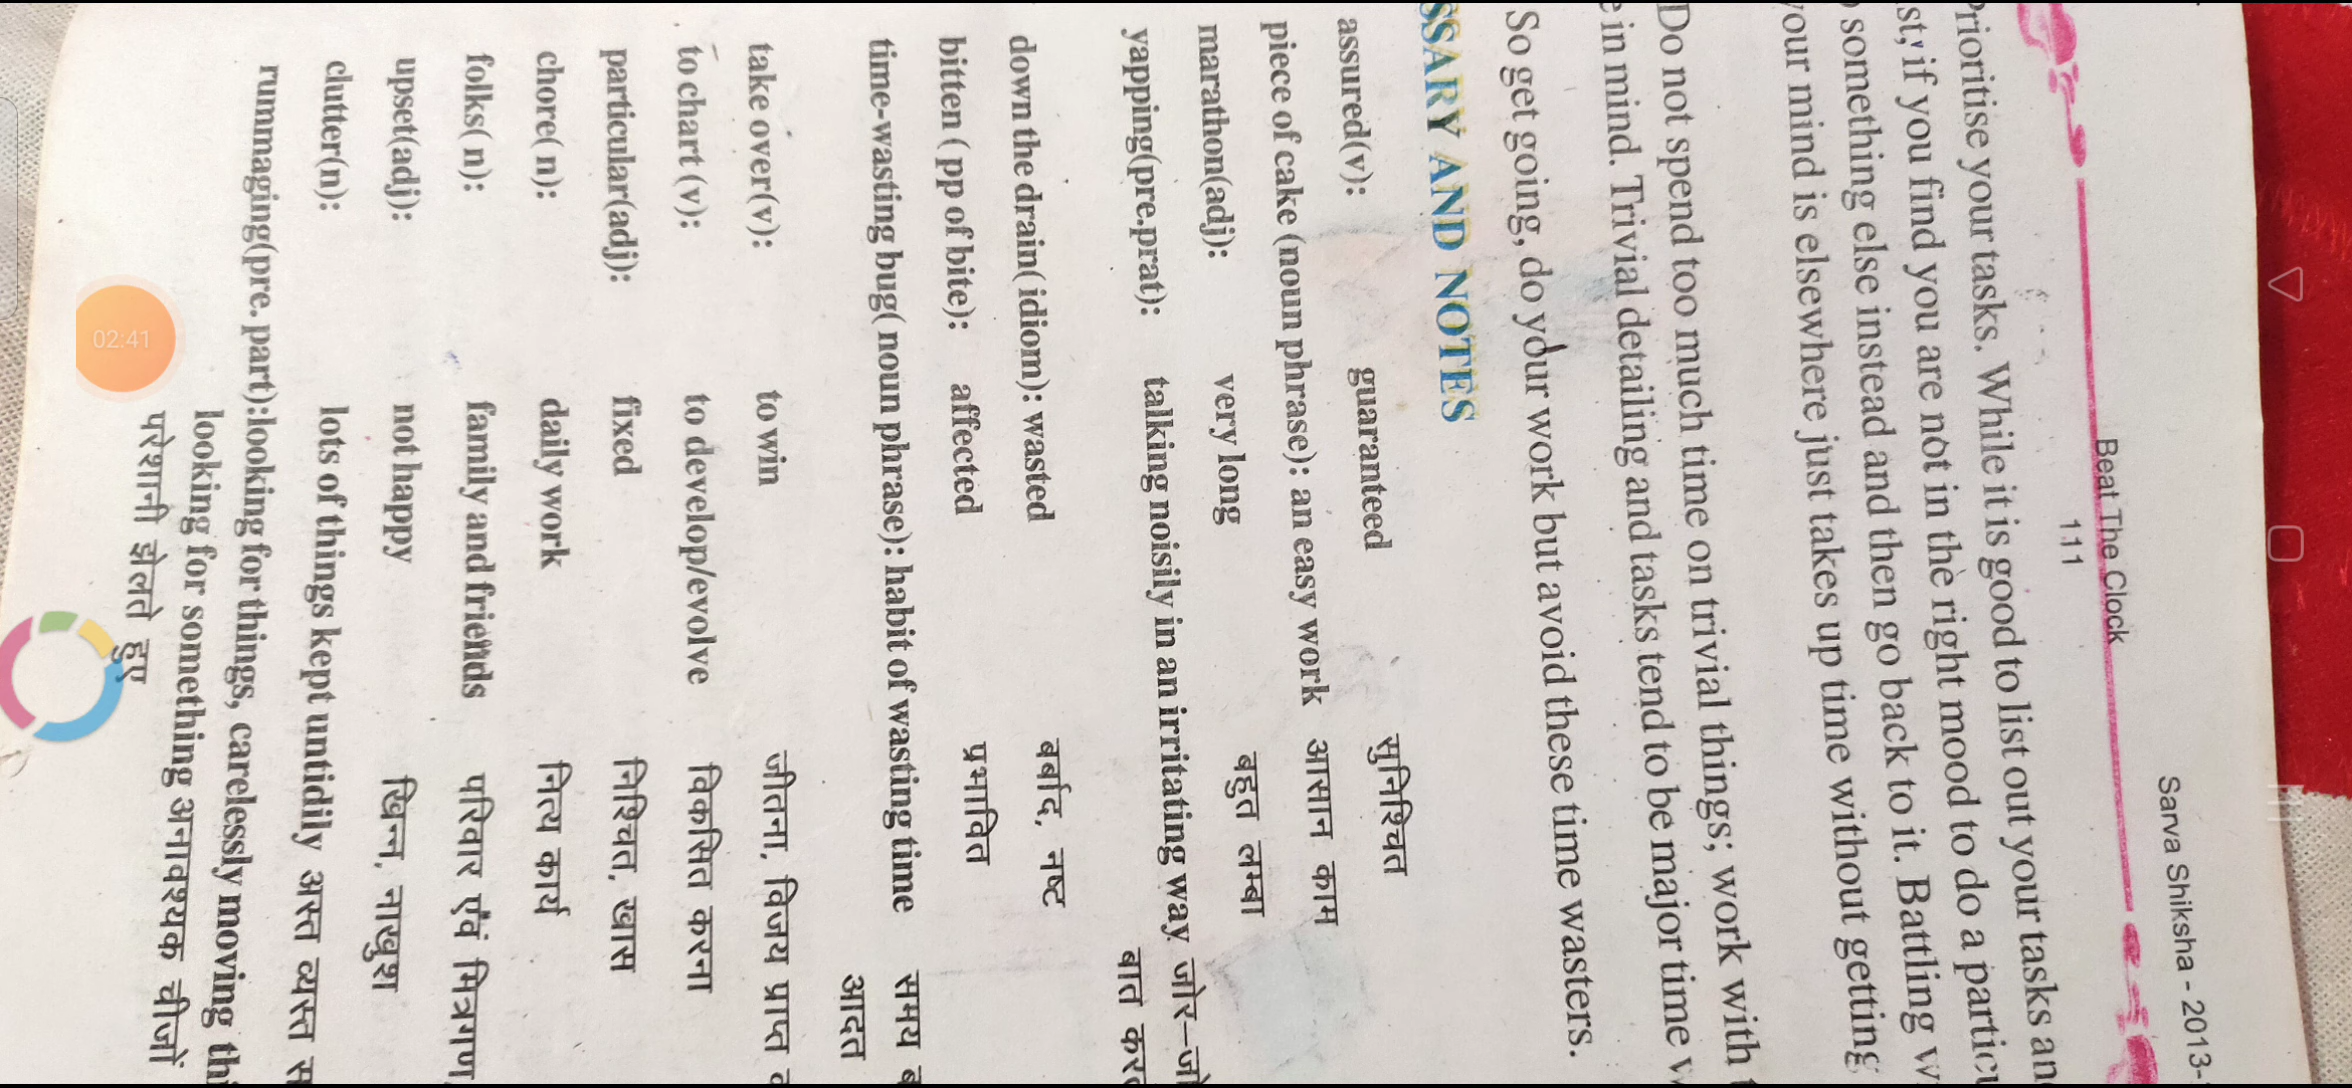 Sarva Shiksha - 2013-
Beat The Clock
111
Prioritise your tasks. While it is good to list out your tasks an
st, if you find you are not in the right mood to do a particu
something else instead and then go back to it. Battling w
your mind is elsewhere just takes up time without getting
Do not spend too much time on trivial things; work with t
e in mind. Trivial detailing and tasks tend to be major time w
So get going, do your work but avoid these time wasters.
SSARY AND NOTES
assured(v): guaranteed सुनिश्चित
piece of cake (noun phrase): an easy work आसान काम
marathon(adj): very long बहुत लम्बा
yapping(pre.prat): talking noisily in an irritating way जोर-जो
बात कर
down the drain( idiom): wasted बर्बाद, नष्ट
bitten ( pp of bite): affected प्रभावित
time-wasting bug( noun phrase): habit of wasting time समय ब
आदत
take over(v): to win जीतना, विजय प्राप्त
to chart (v): to develop/evolve विकसित करना
particular(adj): fixed निश्चित, खास
chore( n): daily work नित्य कार्य
folks( n): family and friends परिवार एंव मित्रगण
upset(adj): not happy खिन्न, नाखुश
clutter(n): lots of things kept untidily अस्त व्यस्त स
rummaging(pre. part):looking for things, carelessly moving thi
looking for something अनावश्यक चीजों
परेशानी झेलते हुए
02:41